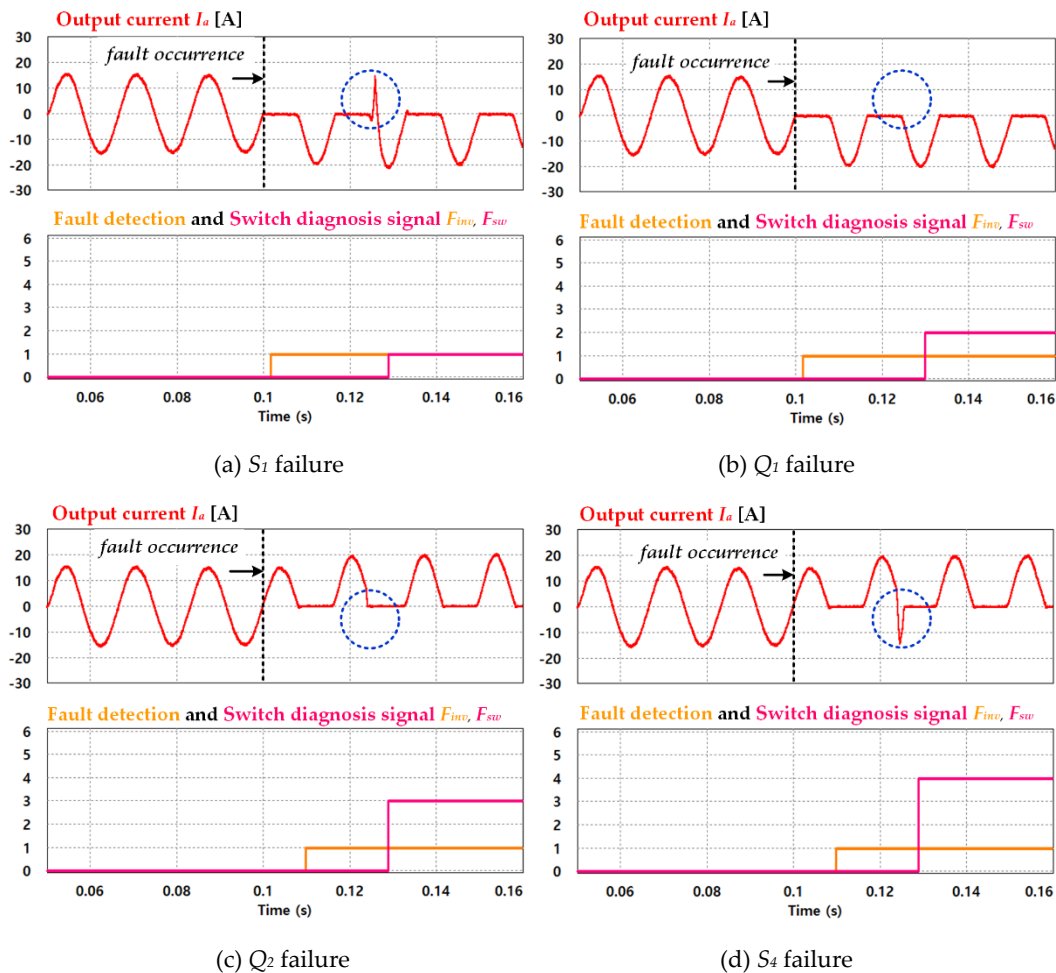 Output current Ia [A]
30
20
10
0
-10
-20
-30
fault occurrence
Fault detection and Switch diagnosis signal Finv, Fsw
6
5
4
3
2
1
0
0.06 0.08 0.1 0.12 0.14 0.16
Time (s)
(a) S1 failure
Output current Ia [A]
30
20
10
0
-10
-20
-30
fault occurrence
Fault detection and Switch diagnosis signal Finv, Fsw
6
5
4
3
2
1
0
0.06 0.08 0.1 0.12 0.14 0.16
Time (s)
(b) Q1 failure
Output current Ia [A]
30
20
10
0
-10
-20
-30
fault occurrence
Fault detection and Switch diagnosis signal Finv, Fsw
6
5
4
3
2
1
0
0.06 0.08 0.1 0.12 0.14 0.16
Time (s)
(c) Q2 failure
Output current Ia [A]
30
20
10
0
-10
-20
-30
fault occurrence
Fault detection and Switch diagnosis signal Finv, Fsw
6
5
4
3
2
1
0
0.06 0.08 0.1 0.12 0.14 0.16
Time (s)
(d) S4 failure